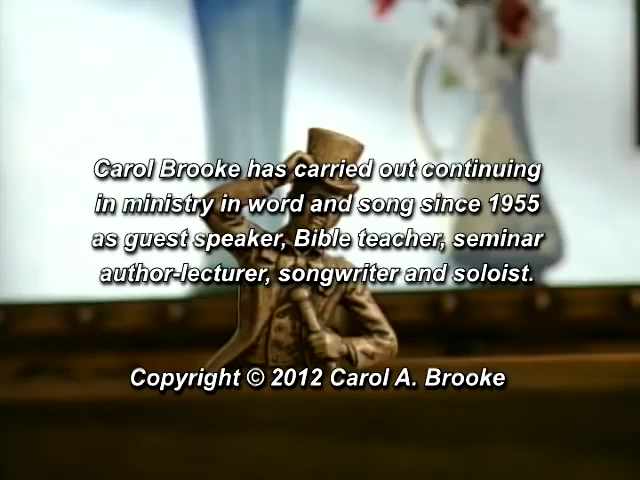 Carol Brooke has carried out continuing
in ministry in word and song since 1955
as guest speaker, Bible teacher, seminar
author-lecturer, songwriter and soloist.
Copyright © 2012 Carol A. Brooke